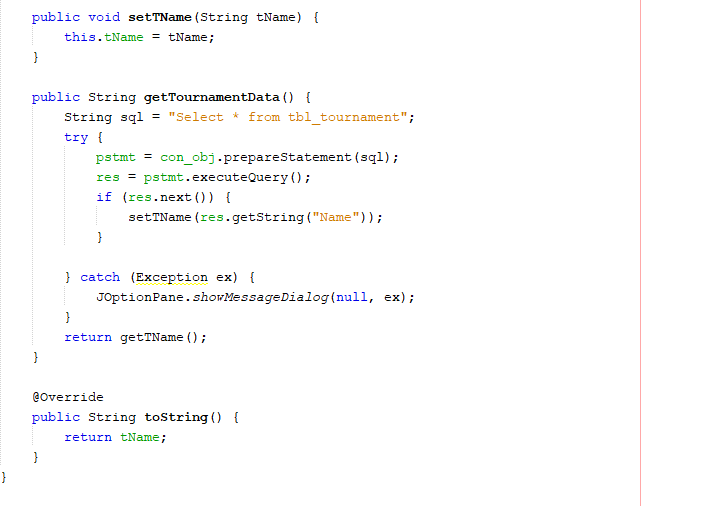 public void setTName(String tName) {
this.tName = tName;
}
public String getTournamentData() {
String sql = "Select * from tbl_tournament";
try {
pstmt = con_obj.prepareStatement(sql);
res = pstmt.executeQuery();
if (res.next()) {
setTName(res.getString("Name"));
}
} catch (Exception ex) {
JOptionPane.showMessageDialog(null, ex);
}
return getTName();
}
@Override
public String toString() {
return tName;
}
}